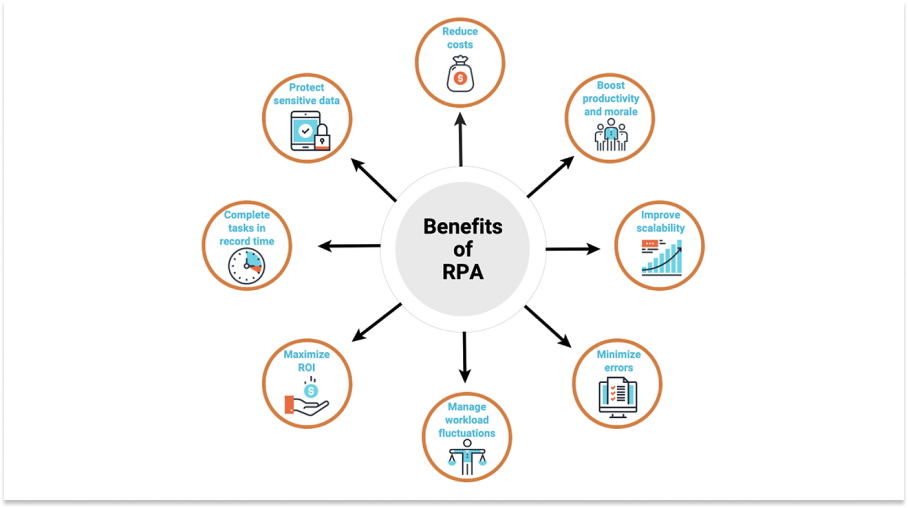 Benefits
of
RPA
Reduce
costs
$
Boost
productivity
and morale
Improve
scalability
Minimize
errors
Manage
workload
fluctuations
Maximize
ROI
$
Complete
tasks in
record time
Protect
sensitive data